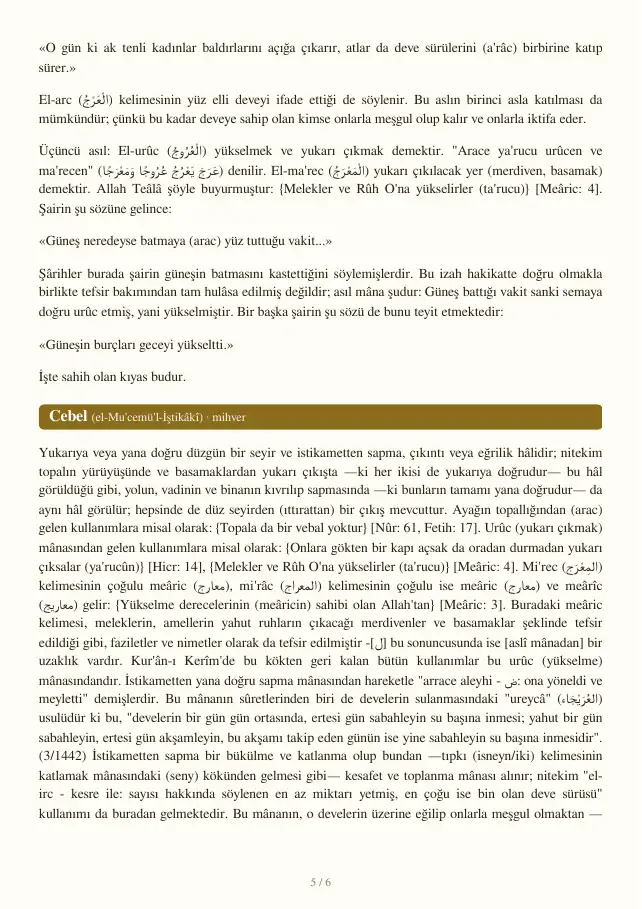 «O gün ki ak tenli kadınlar baldırlarını açığa çıkarır, atlar da deve sürülerini (a'râc) birbirine katıp
sürer.»
El-arc (الْعَرْجُ) kelimesinin yüz elli deveyi ifade ettiği de söylenir. Bu aslın birinci asla katılması da
mümkündür; çünkü bu kadar deveye sahip olan kimse onlarla meşgul olup kalır ve onlarla iktifa eder.
Üçüncü asıl: El-urûc (الْعُرُوجُ) yükselmek ve yukarı çıkmak demektir. "Arace ya'rucu urûcen ve
ma'recen" (عَرَجَ يَعْرُجُ عُرُوجًا وَمَعْرَجًا) denilir. El-ma'rec (الْمَعْرَجُ) yukarı çıkılacak yer (merdiven, basamak)
demektir. Allah Teâlâ şöyle buyurmuştur: {Melekler ve Rûh O'na yükselirler (ta'rucu)} [Meâric: 4].
Şairin şu sözüne gelince:
«Güneş neredeyse batmaya (arac) yüz tuttuğu vakit...»
Şârihler burada şairin güneşin batmasını kastettiğini söylemişlerdir. Bu izah hakikatte doğru olmakla
birlikte tefsir bakımından tam hulâsa edilmiş değildir; asıl mâna şudur: Güneş battığı vakit sanki semaya
doğru urûc etmiş, yani yükselmiştir. Bir başka şairin şu sözü de bunu teyit etmektedir:
«Güneşin burçları geceyi yükseltti.»
İşte sahih olan kıyas budur.
Cebel (el-Mu'cemü'l-İştikâkî) · mihver
Yukarıya veya yana doğru düzgün bir seyir ve istikametten sapma, çıkıntı veya eğrilik hâlidir; nitekim
topalın yürüyüşünde ve basamaklardan yukarı çıkışta —ki her ikisi de yukarıya doğrudur— bu hâl
görüldüğü gibi, yolun, vadinin ve binanın kıvrılıp sapmasında —ki bunların tamamı yana doğrudur— da
aynı hâl görülür; hepsinde de düz seyirden (ıttırattan) bir çıkış mevcuttur. Ayağın topallığından (arac)
gelen kullanımlara misal olarak: {Topala da bir vebal yoktur} [Nûr: 61, Fetih: 17]. Urûc (yukarı çıkmak)
mânasından gelen kullanımlara misal olarak: {Onlara gökten bir kapı açsak da oradan durmadan yukarı
çıksalar (ya'rucûn)} [Hicr: 14], {Melekler ve Rûh O'na yükselirler (ta'rucu)} [Meâric: 4]. Mi'rec (المِعْرَج)
kelimesinin çoğulu meâric (معارج), mi'râc (المعراج) kelimesinin çoğulu ise meâric (معارج) ve meârîc
(معاريج) gelir: {Yükselme derecelerinin (meâricin) sahibi olan Allah'tan} [Meâric: 3]. Buradaki meâric
kelimesi, meleklerin, amellerin yahut ruhların çıkacağı merdivenler ve basamaklar şeklinde tefsir
edildiği gibi, faziletler ve nimetler olarak da tefsir edilmiştir -[ل] bu sonuncusunda ise [aslî mânadan] bir
uzaklık vardır. Kur'ân-ı Kerîm'de bu kökten geri kalan bütün kullanımlar bu urûc (yükselme)
mânasındandır. İstikametten yana doğru sapma mânasından hareketle "arrace aleyhi - ض: ona yöneldi ve
meyletti" demişlerdir. Bu mânanın sûretlerinden biri de develerin sulanmasındaki "ureycâ" (العُرَيْجَاء)
usulüdür ki bu, "develerin bir gün gün ortasında, ertesi gün sabahleyin su başına inmesi; yahut bir gün
sabahleyin, ertesi gün akşamleyin, bu akşamı takip eden günün ise yine sabahleyin su başına inmesidir".
(3/1442) İstikametten sapma bir bükülme ve katlanma olup bundan —tıpkı (isneyn/iki) kelimesinin
katlamak mânasındaki (seny) kökünden gelmesi gibi— kesafet ve toplanma mânası alınır; nitekim "el-
irc - kesre ile: sayısı hakkında söylenen en az miktarı yetmiş, en çoğu ise bin olan deve sürüsü"
kullanımı da buradan gelmektedir. Bu mânanın, o develerin üzerine eğilip onlarla meşgul olmaktan —
5 / 6